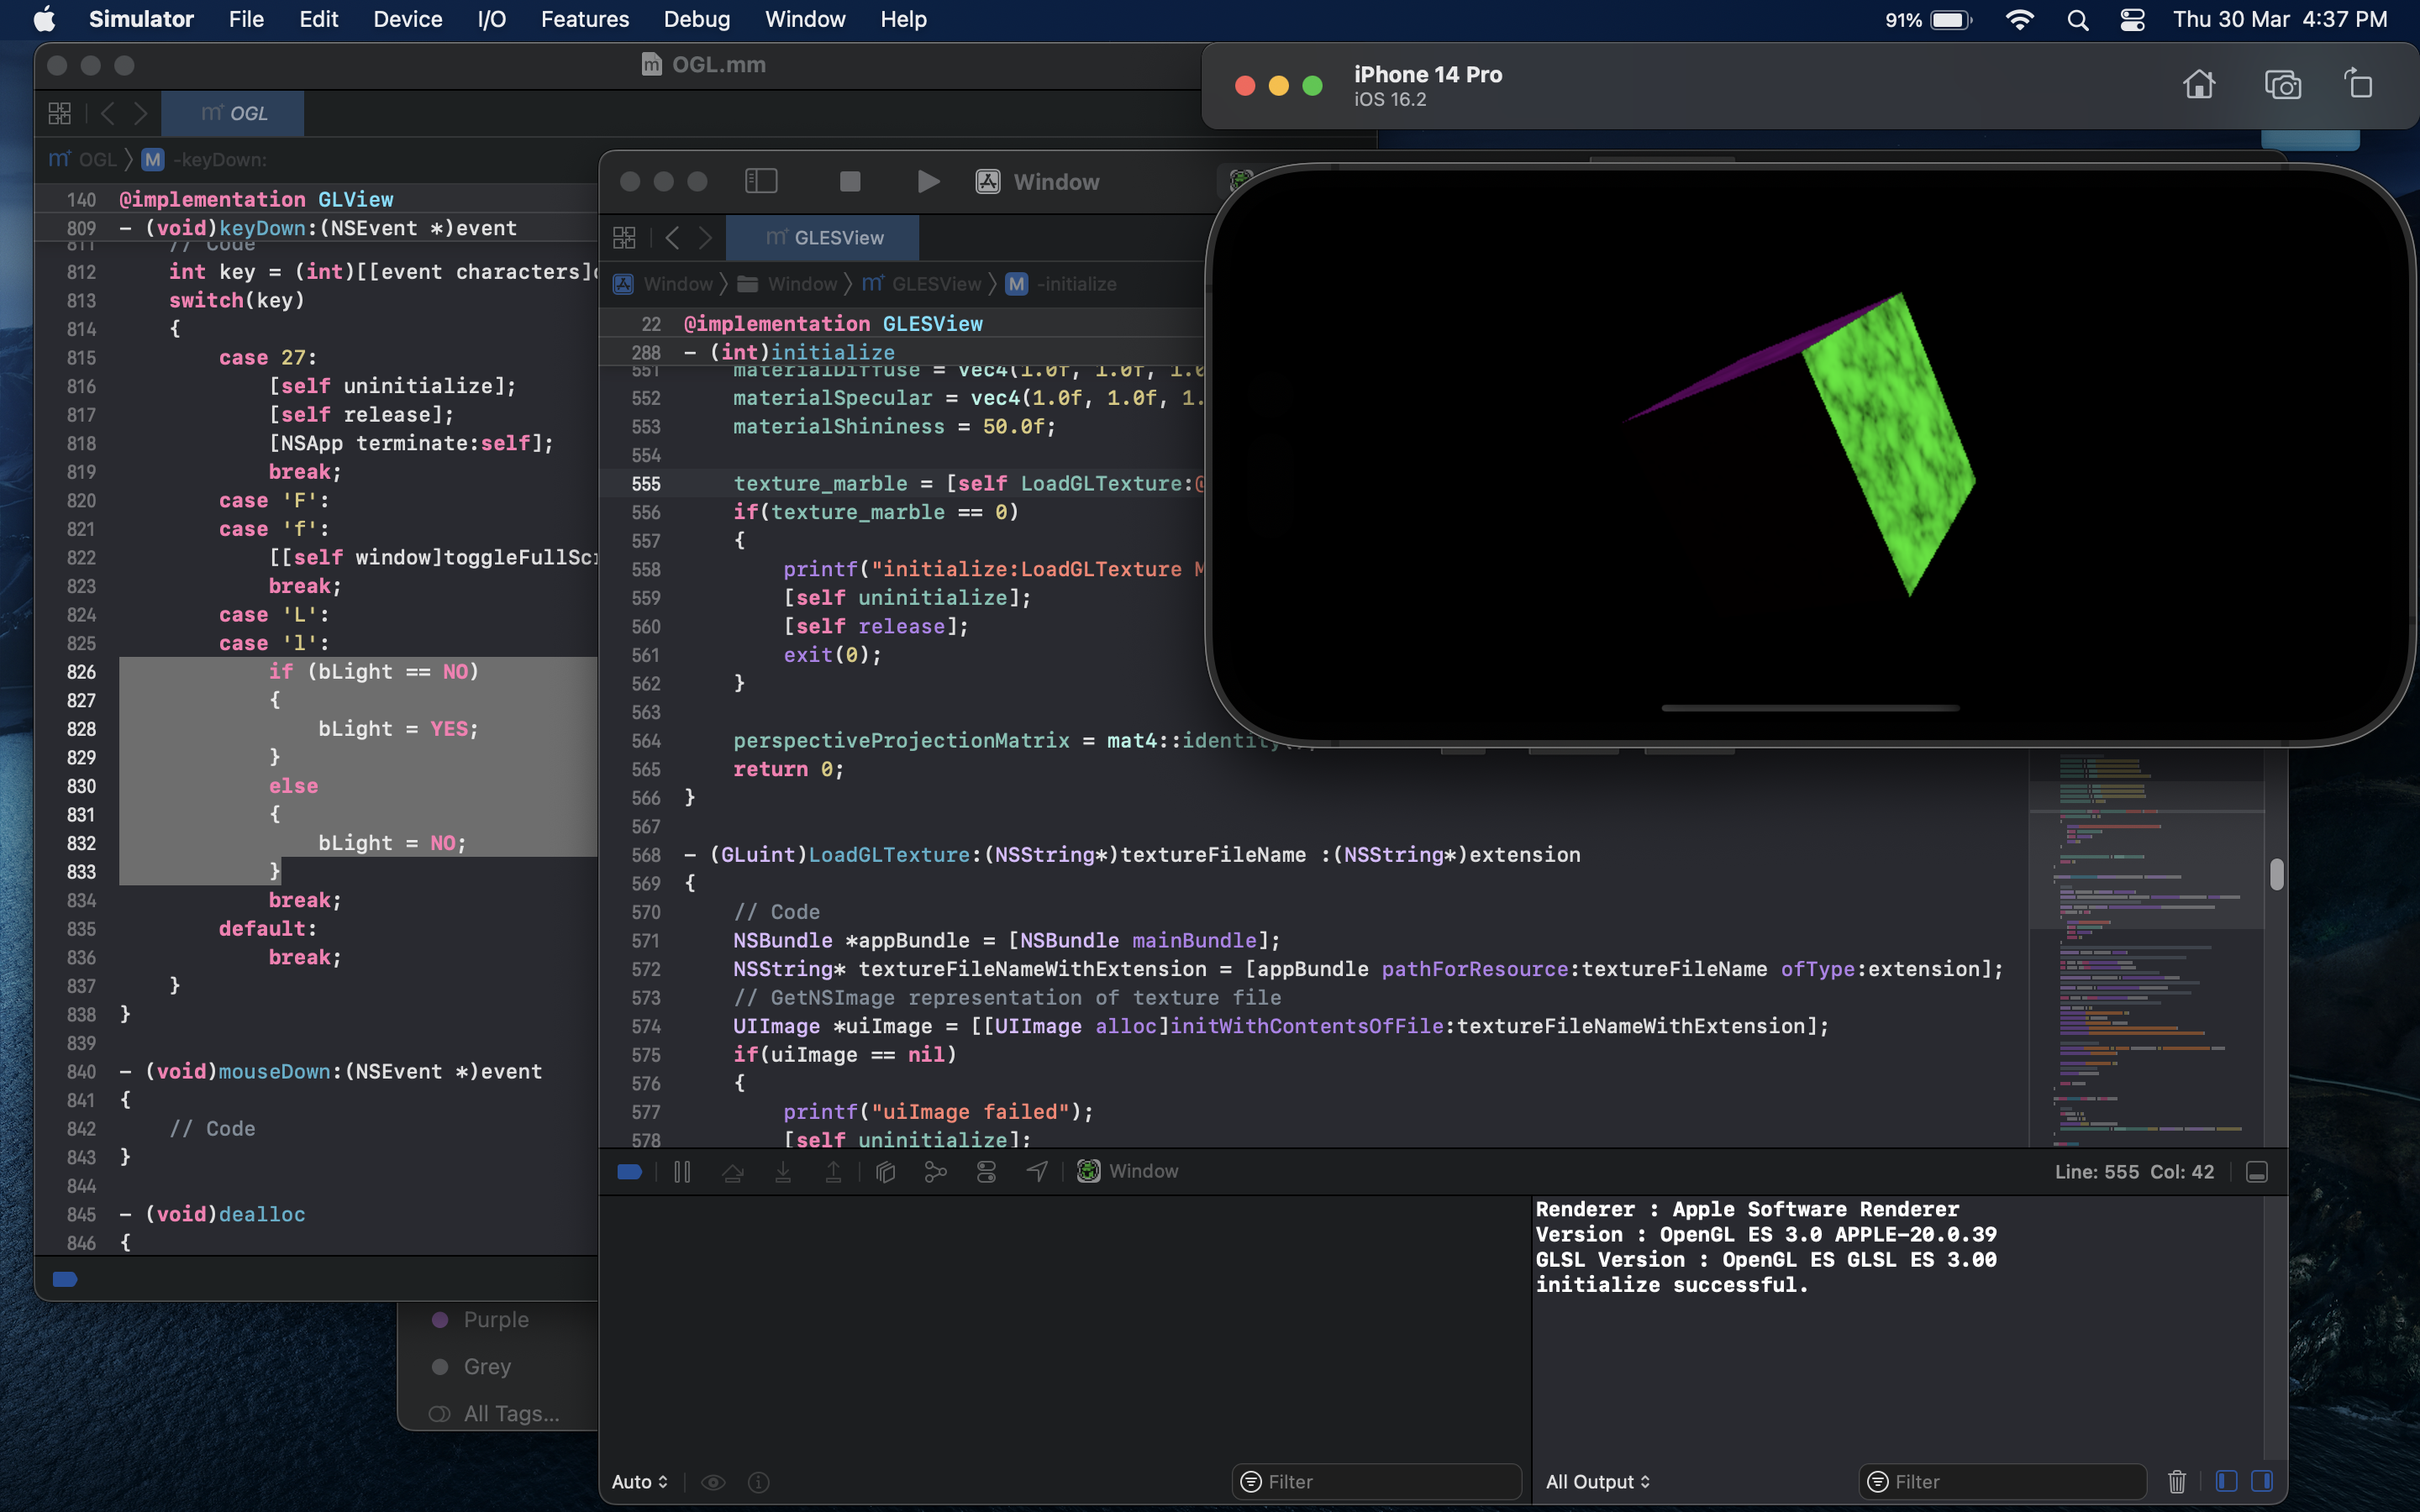 Simulator File Edit Device I/O Features Debug Window Help 91% Thu 30 Mar 4:37 PM
OGL.mm
OGL
OGL M -keyDown:
140 @implementation GLView
809 - (void)keyDown:(NSEvent *)event
811 // Code
812 int key = (int)[[event characters]
813 switch(key)
814 {
815 case 27:
816 [self uninitialize];
817 [self release];
818 [NSApp terminate:self];
819 break;
820 case 'F':
821 case 'f':
822 [[self window]toggleFullScr
823 break;
824 case 'L':
825 case 'l':
826 if (bLight == NO)
827 {
828 bLight = YES;
829 }
830 else
831 {
832 bLight = NO;
833 }
834 break;
835 default:
836 break;
837 }
838 }
839
840 - (void)mouseDown:(NSEvent *)event
841 {
842 // Code
843 }
844
845 - (void)dealloc
846 {
Purple
Grey
All Tags...
iPhone 14 Pro
iOS 16.2
Window
GLESView
Window Window GLESView M -initialize
22 @implementation GLESView
288 - (int)initialize
551 materialDiffuse = vec4(1.0f, 1.0f, 1.0
552 materialSpecular = vec4(1.0f, 1.0f, 1.
553 materialShininess = 50.0f;
554
555 texture_marble = [self LoadGLTexture:@
556 if(texture_marble == 0)
557 {
558 printf("initialize:LoadGLTexture M
559 [self uninitialize];
560 [self release];
561 exit(0);
562 }
563
564 perspectiveProjectionMatrix = mat4::identity();
565 return 0;
566 }
567
568 - (GLuint)LoadGLTexture:(NSString*)textureFileName :(NSString*)extension
569 {
570 // Code
571 NSBundle *appBundle = [NSBundle mainBundle];
572 NSString* textureFileNameWithExtension = [appBundle pathForResource:textureFileName ofType:extension];
573 // GetNSImage representation of texture file
574 UIImage *uiImage = [[UIImage alloc]initWithContentsOfFile:textureFileNameWithExtension];
575 if(uiImage == nil)
576 {
577 printf("uiImage failed");
578 [self uninitialize];
Window Line: 555 Col: 42
Renderer : Apple Software Renderer
Version : OpenGL ES 3.0 APPLE-20.0.39
GLSL Version : OpenGL ES GLSL ES 3.00
initialize successful.
Auto Filter All Output Filter